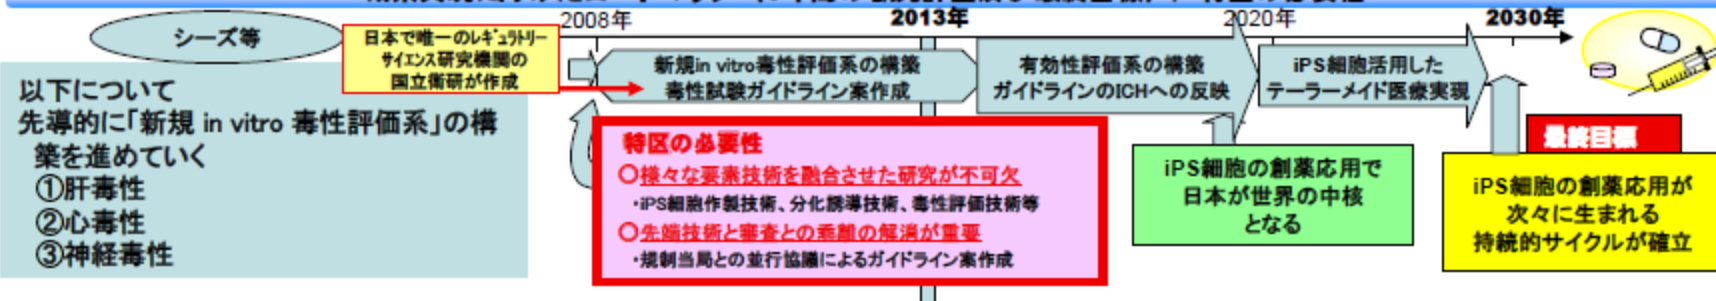 2008年
2013年
2020年
2030年
シーズ等
日本で唯一のﾚｷﾞｭﾗﾄﾘｰ
ｻｲｴﾝｽ研究機関の
国立衛研が作成
新規in vitro毒性評価系の構築
毒性試験ガイドライン案作成
有効性評価系の構築
ガイドラインのICHへの反映
iPS細胞活用した
テーラーメイド医療実現
以下について
先導的に｢新規 in vitro 毒性評価系｣の構
築を進めていく
①肝毒性
②心毒性
③神経毒性
特区の必要性
○様々な要素技術を融合させた研究が不可欠
･iPS細胞作製技術、分化誘導技術、毒性評価技術等
○先端技術と審査との乖離の解消が重要
･規制当局との並行協議によるガイドライン案作成
iPS細胞の創薬応用で
日本が世界の中核
となる
最終目標
iPS細胞の創薬応用が
次々に生まれる
持続的サイクルが確立